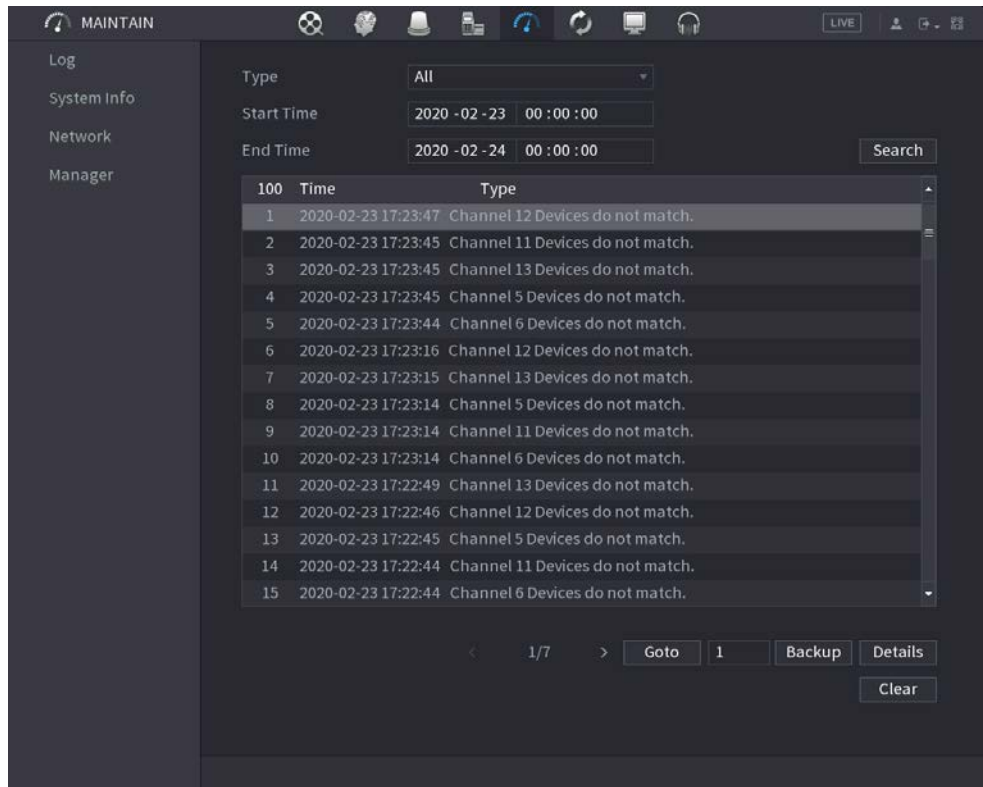 MAINTAIN LIVE
Log
System Info
Network
Manager
Type All
Start Time 2020 -02 -23 00 : 00 : 00
End Time 2020 -02 -24 00 : 00 : 00 Search
100 Time Type
1 2020-02-23 17:23:47 Channel 12 Devices do not match.
2 2020-02-23 17:23:45 Channel 11 Devices do not match.
3 2020-02-23 17:23:45 Channel 13 Devices do not match.
4 2020-02-23 17:23:45 Channel 5 Devices do not match.
5 2020-02-23 17:23:44 Channel 6 Devices do not match.
6 2020-02-23 17:23:16 Channel 12 Devices do not match.
7 2020-02-23 17:23:15 Channel 13 Devices do not match.
8 2020-02-23 17:23:14 Channel 5 Devices do not match.
9 2020-02-23 17:23:14 Channel 11 Devices do not match.
10 2020-02-23 17:23:14 Channel 6 Devices do not match.
11 2020-02-23 17:22:49 Channel 13 Devices do not match.
12 2020-02-23 17:22:46 Channel 12 Devices do not match.
13 2020-02-23 17:22:45 Channel 5 Devices do not match.
14 2020-02-23 17:22:44 Channel 11 Devices do not match.
15 2020-02-23 17:22:44 Channel 6 Devices do not match.
< 1/7 > Goto 1 Backup Details
Clear